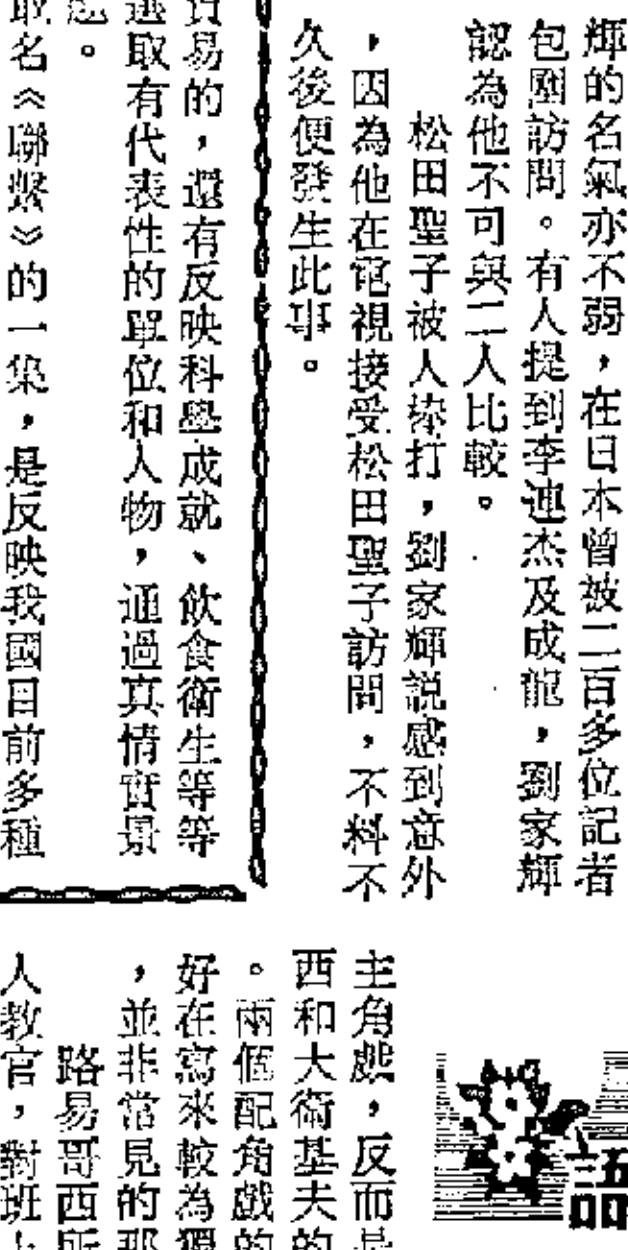 輝的名氣亦不弱，在日本曾被二百多位記者
包圍訪問。有人提到李連杰及成龍，劉家輝
認為他不可與二人比較。
松田聖子被人捧打，劉家輝説感到意外
，因為他在電視接受松田聖子訪問，不料不
久後便發生此事。
易的，還有反映科學成就、飲食衛生等等
選取有代表性的單位和人物，通過真情實景
。
取名《聯繫》的一集，是反映我國目前多種
語
主角戲，反而是
西和大衛基夫的
。兩個配角戲的
好在寫來較為獨
，並非常見的那
路易哥西所
人教官，對班上